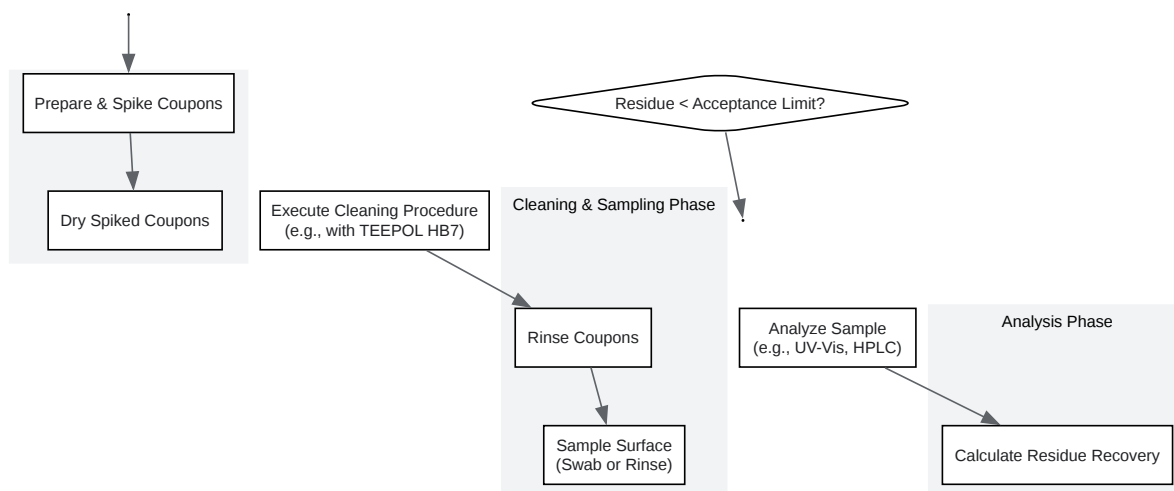 Prepare & Spike Coupons
Dry Spiked Coupons
Residue < Acceptance Limit?
Execute Cleaning Procedure
(e.g., with TEEPOL HB7)
Cleaning & Sampling Phase
Rinse Coupons
Sample Surface
(Swab or Rinse)
Analyze Sample
(e.g., UV-Vis, HPLC)
Analysis Phase
Calculate Residue Recovery